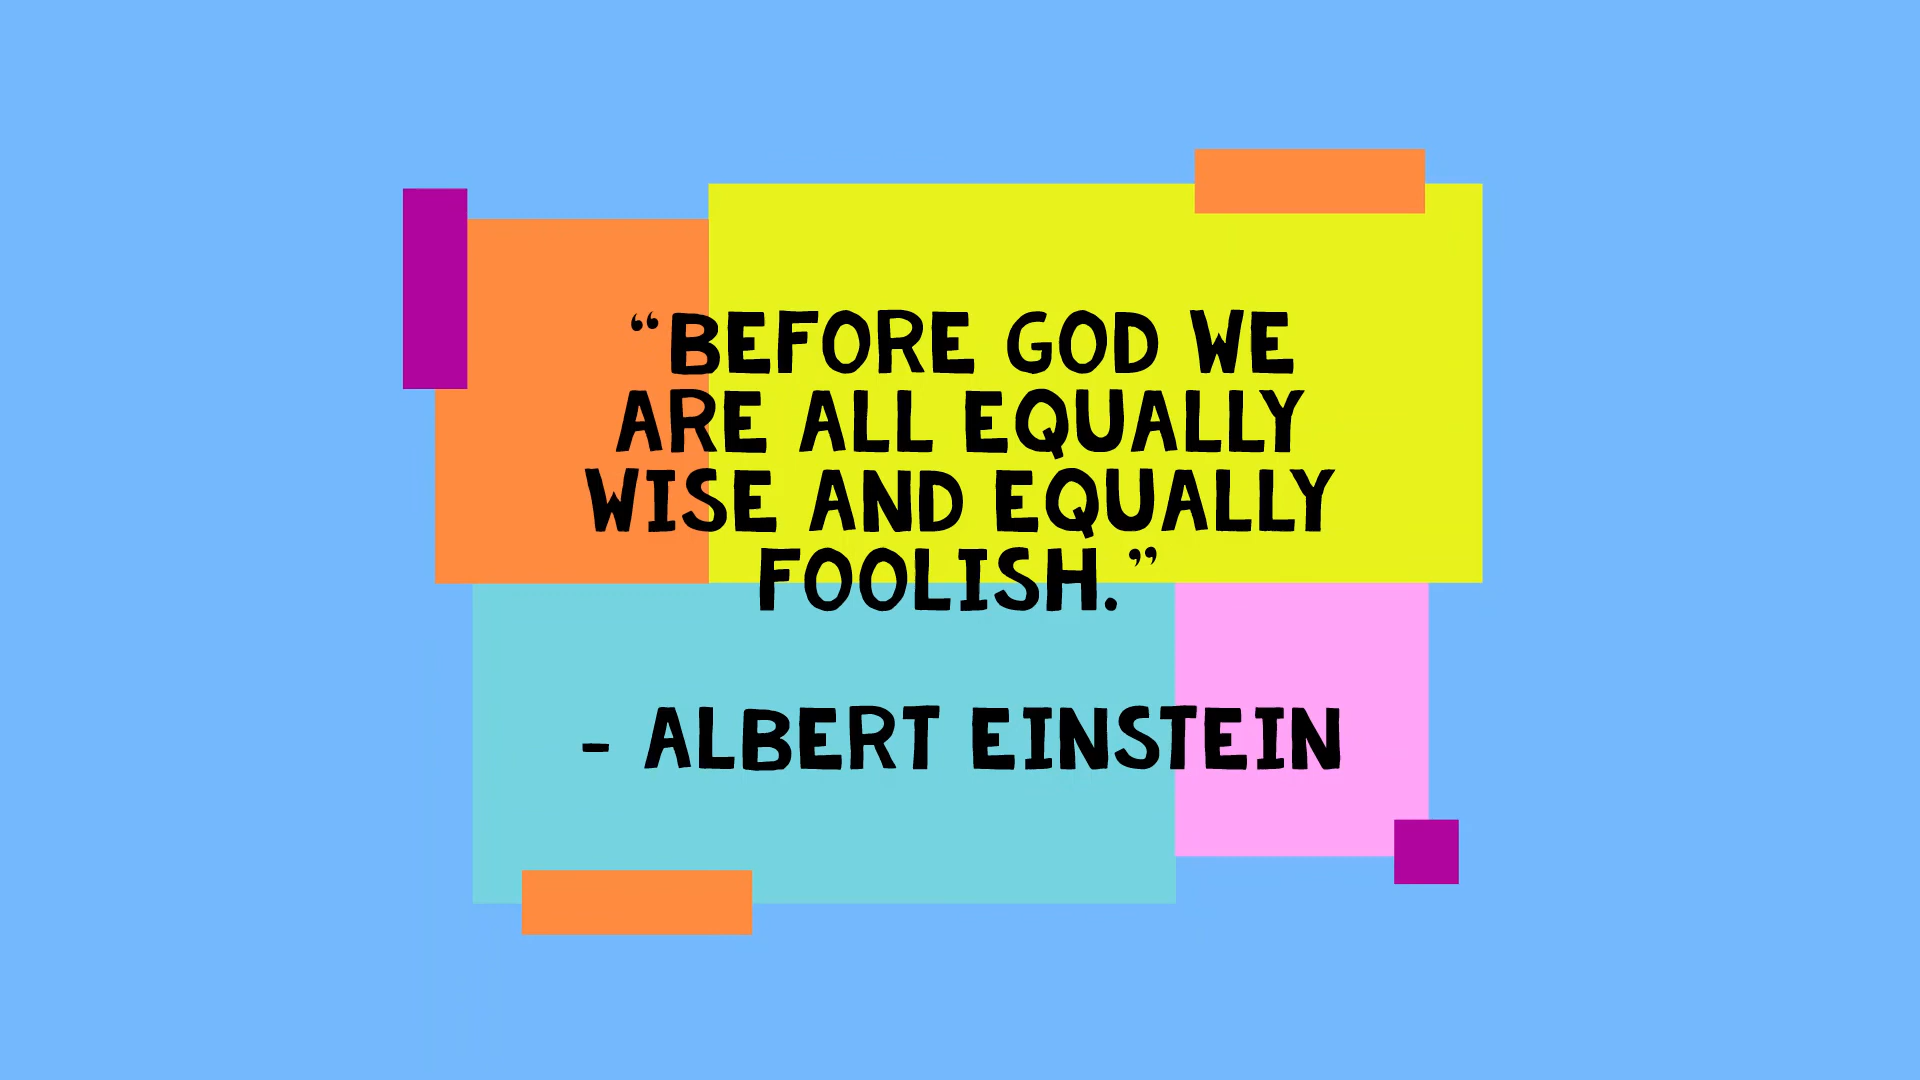 “BEFORE GOD WE
ARE ALL EQUALLY
WISE AND EQUALLY
FOOLISH.”
- ALBERT EINSTEIN